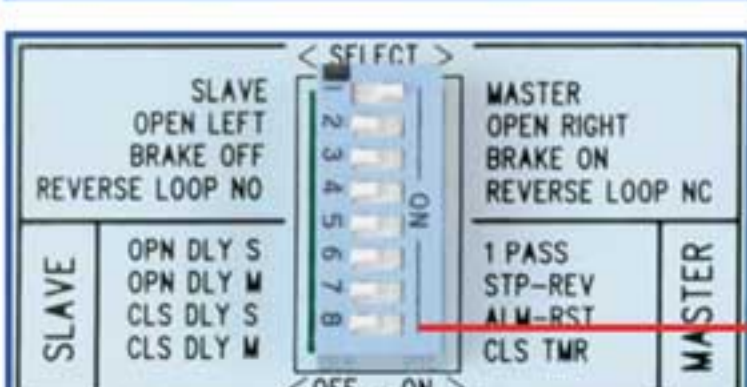 < SELECT >
SLAVE
OPEN LEFT
BRAKE OFF
REVERSE LOOP NO
1
2
3
4
5
6
7
8
ON
MASTER
OPEN RIGHT
BRAKE ON
REVERSE LOOP NC
SLAVE
OPN DLY S
OPN DLY M
CLS DLY S
CLS DLY M
1 PASS
STP-REV
ALM-RST
CLS TMR
MASTER
< OFF ON >